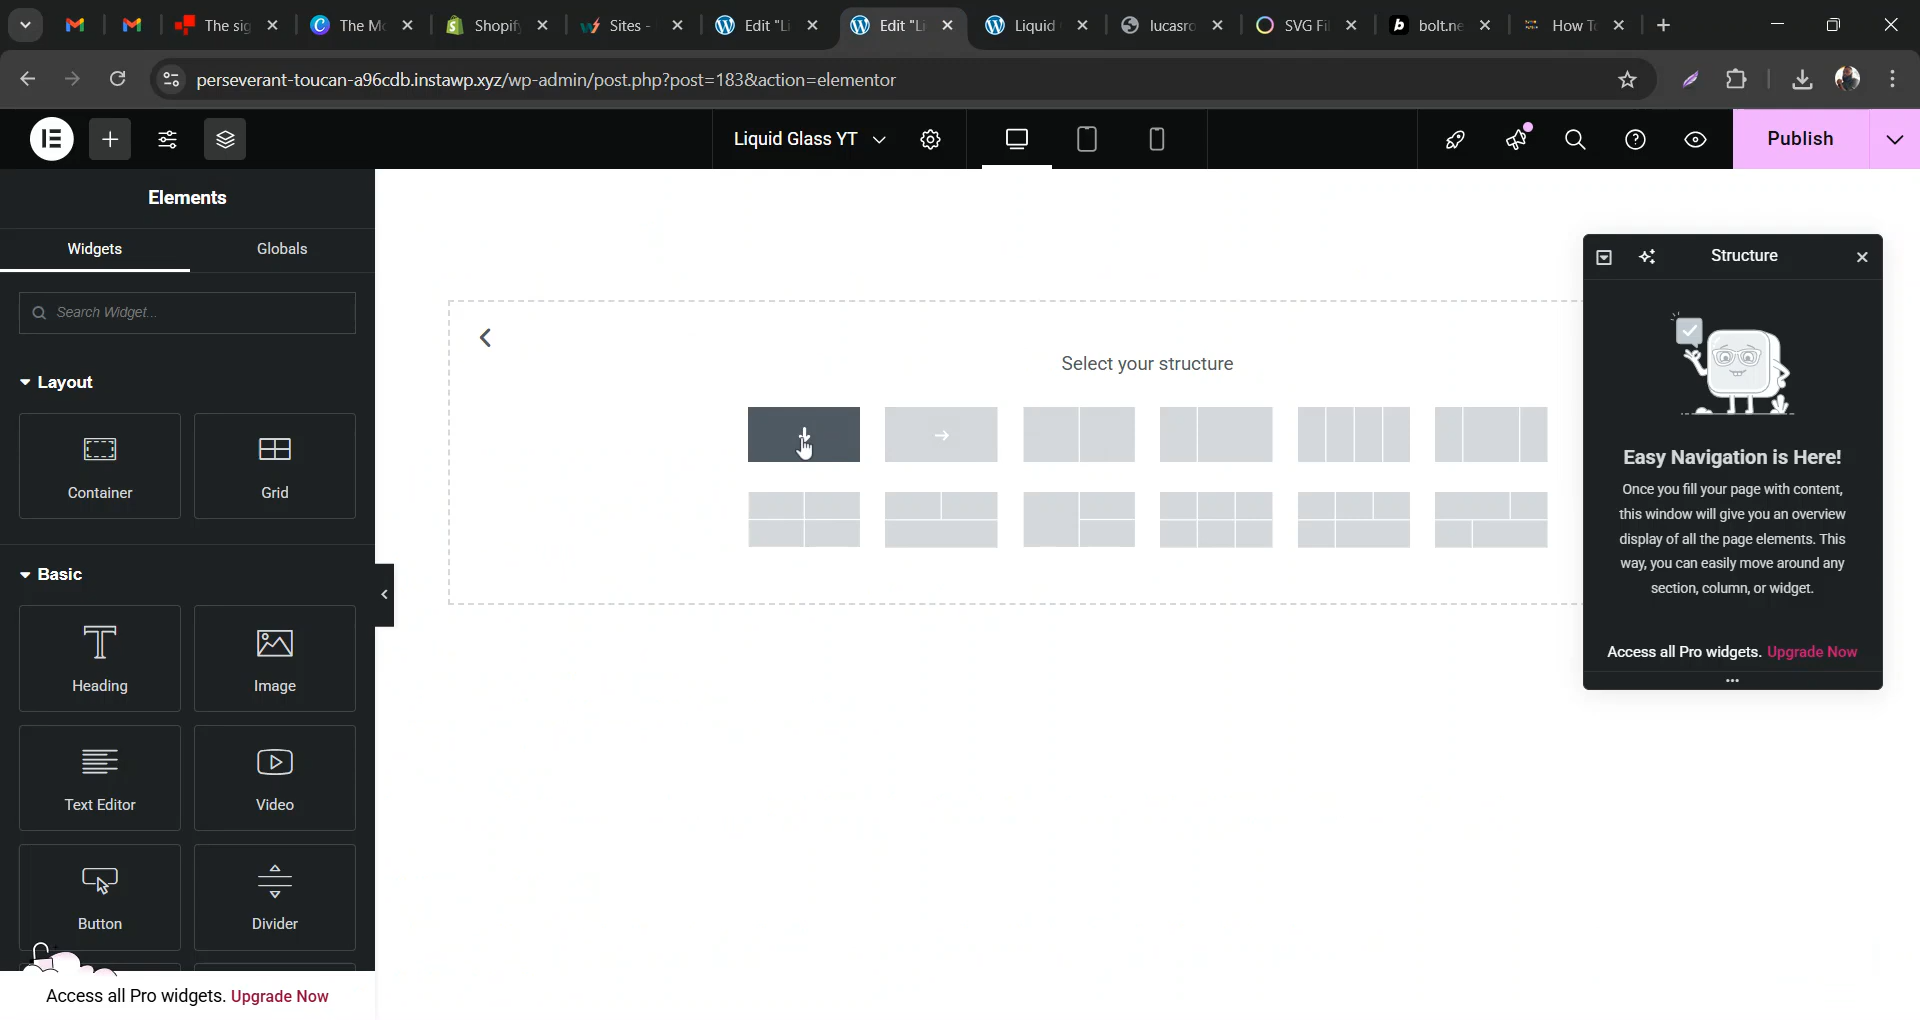 The sig
The Mo
Shopify
Sites -
Edit "Li
Edit "Li
Liquid
lucasro
SVG Fil
bolt.ne
How To
perseverant-toucan-a96cdb.instawp.xyz/wp-admin/post.php?post=183&action=elementor
Liquid Glass YT
Publish
Elements
Widgets
Globals
Search Widget...
Layout
Container
Grid
Basic
Heading
Image
Text Editor
Video
Button
Divider
Access all Pro widgets. Upgrade Now
Select your structure
Structure
Easy Navigation is Here!
Once you fill your page with content,
this window will give you an overview
display of all the page elements. This
way, you can easily move around any
section, column, or widget.
Access all Pro widgets. Upgrade Now